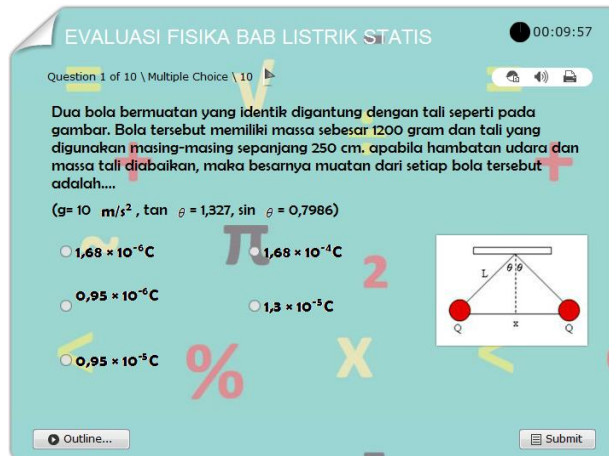 EVALUASI FISIKA BAB LISTRIK STATIS
00:09:57
Question 1 of 10 \ Multiple Choice \ 10
Dua bola bermuatan yang identik digantung dengan tali seperti pada
gambar. Bola tersebut memiliki massa sebesar 1200 gram dan tali yang
digunakan masing-masing sepanjang 250 cm. apabila hambatan udara dan
massa tali diabaikan, maka besarnya muatan dari setiap bola tersebut
adalah....
(g= 10 m/s², tan θ = 1,327, sin θ = 0,7986)
1,68 × 10⁻⁶C
1,68 × 10⁻⁴C
0,95 × 10⁻⁶C
1,3 × 10⁻⁵C
0,95 × 10⁻⁵C
L θ θ
Q x Q
+ √ ÷ = + ~ π 2 < % x <
Outline...
Submit